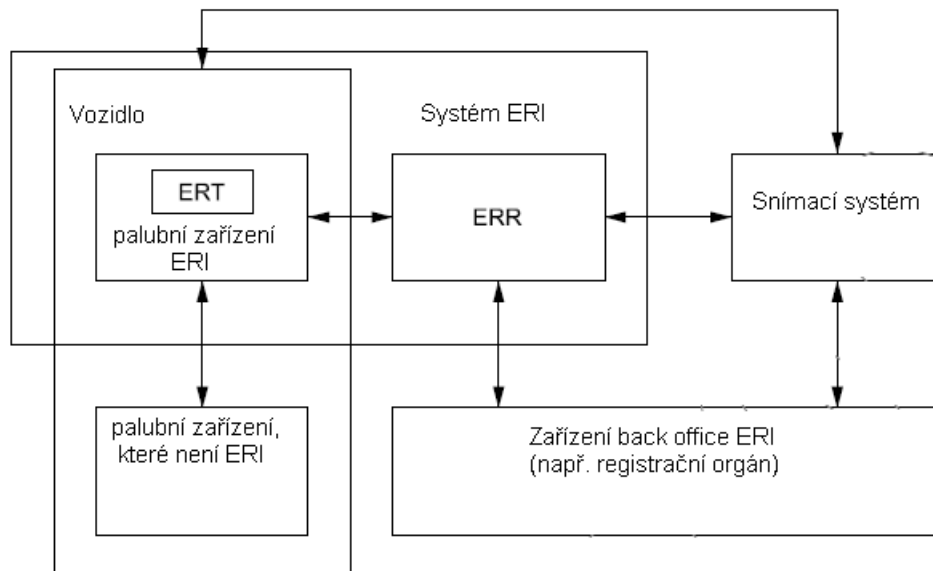 Vozidlo
Systém ERI
ERT
palubní zařízení
ERI
ERR
Snímací systém
palubní zařízení,
které není ERI
Zařízení back office ERI
(např. registrační orgán)